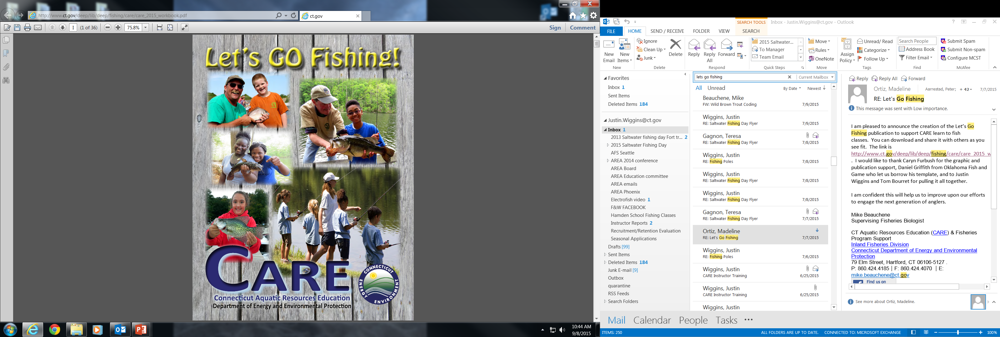 http://www.ct.gov/deep/lib/deep/fishing/care/care_2015_workbook.pdf
ct.gov
I
(1 of 36)
75.8%
Sign
Comment
Let's GO Fishing!
CARE
Connecticut Aquatic Resources Education
Department of Energy and Environmental Protection
CONNECTICUT
ENERGY
ENVIRONMENT
10:44 AM
9/8/2015
SEARCH TOOLS
Inbox - Justin.Wiggins@ct.gov - Outlook
FILE
HOME
SEND / RECEIVE
FOLDER
VIEW
SEARCH
New Email
New Items
New
Ignore
Clean Up
Junk
Delete
Delete
Reply
Reply All
Forward
Respond
2015 Saltwater...
To Manager
Team Email
Quick Steps
Move
Rules
OneNote
Move
Assign Policy
Unread/ Read
Categorize
Follow Up
Tags
Search People
Address Book
Filter Email
Find
Submit Spam
Submit Non-spam
Configure MCST
McAfee
Favorites
Inbox 1
Sent Items
Deleted Items 184
Justin.Wiggins@ct.gov
Inbox 1
2013 Saltwater fishing day Fort tr... 2
2015 Saltwater Fishing Day
AFS Seattle
AREA 2014 conference
AREA Board
AREA Education committee
AREA emails
AREA Phoenix
Electrofish video 1
F&W FACEBOOK
Hamden School Fishing Classes
Instructor Reports 2
Recruitment/Retention Evaluation
Seasonal Applications
Drafts [99]
Sent Items
Deleted Items 184
Junk E-mail [9]
Outbox
quarantine
RSS Feeds
Search Folders
lets go fishing
Current Mailbox
All Unread
By Date Newest
Beauchene, Mike
FW: Wild Brown Trout Coding 7/9/2015
Wiggins, Justin
RE: Saltwater Fishing Day Flyer 7/9/2015
Gagnon, Teresa
RE: Saltwater Fishing Day Flyer 7/8/2015
Wiggins, Justin
RE: Fishing Poles 7/8/2015
Wiggins, Justin
RE: Saltwater Fishing Day Flyer 7/8/2015
Wiggins, Justin
RE: Saltwater Fishing Day Flyer 7/8/2015
Gagnon, Teresa
RE: Saltwater Fishing Day Flyer 7/7/2015
Ortiz, Madeline
RE: Let's Go Fishing 7/7/2015
Wiggins, Justin
RE: Fishing Poles 7/6/2015
Wiggins, Justin
CARE Instructor Training 6/25/2015
Wiggins, Justin
CARE Instructor Training 6/25/2015
Wiggins, Justin
Reply Reply All Forward
Ortiz, Madeline
Aarrestad, Peter; + 42
7/7/2015
RE: Let's Go Fishing
This message was sent with Low importance.
I am pleased to announce the creation of the Let's Go
Fishing publication to support CARE learn to fish
classes. You can download and share it with others as you
see fit. The link is
http://www.ct.gov/deep/lib/deep/fishing/care/care_2015_w
. I would like to thank Caryn Furbush for the graphic and
publication support, Daniel Griffith from Oklahoma Fish and
Game who let us borrow his template, and to Justin
Wiggins and Tom Bourret for pulling it all together.
I am confident this will help us to improve upon our efforts
to engage the next generation of anglers.
Mike Beauchene
Supervising Fisheries Biologist
CT Aquatic Resources Education (CARE) & Fisheries
Program Support
Inland Fisheries Division
Connecticut Department of Energy and Environmental
Protection
79 Elm Street, Hartford, CT 06106-5127 .
P: 860.424.4185 | F: 860.424.4070 | E:
mike.beauchene@ct.gov
Find us on
See more about Ortiz, Madeline.
Mail Calendar People Tasks •••
ITEMS: 250
ALL FOLDERS ARE UP TO DATE.
CONNECTED TO: MICROSOFT EXCHANGE
100%